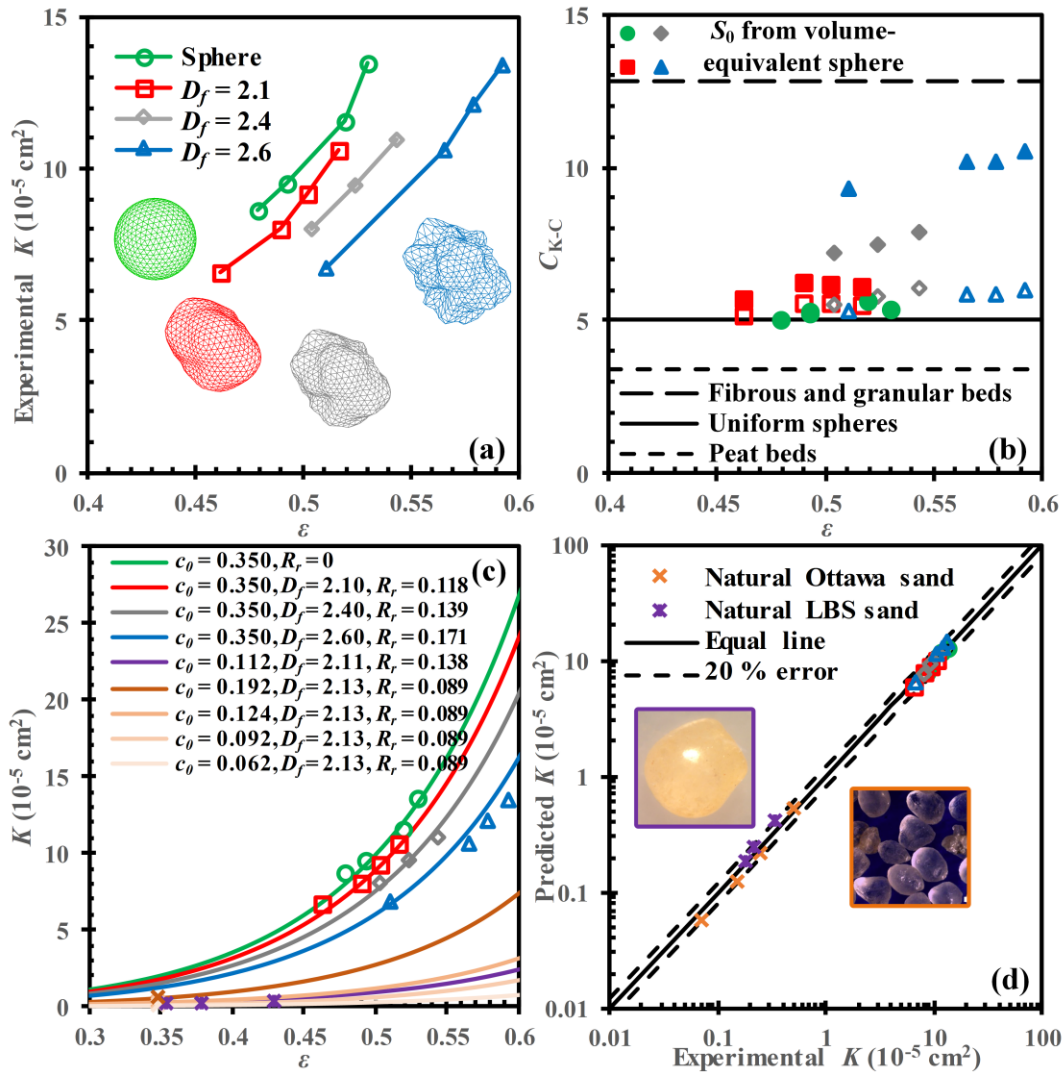 15
10
5
0
0.4
0.45
0.5
0.55
0.6
Experimental K (10⁻⁵ cm²)
ε
Sphere
D_f = 2.1
D_f = 2.4
D_f = 2.6
(a)
15
10
5
0
0.4
0.45
0.5
0.55
0.6
C_K-C
ε
S₀ from volume-
equivalent sphere
Fibrous and granular beds
Uniform spheres
Peat beds
(b)
30
25
20
15
10
5
0
0.3
0.35
0.4
0.45
0.5
0.55
0.6
K (10⁻⁵ cm²)
ε
c₀ = 0.350, R_r = 0
c₀ = 0.350, D_f = 2.10, R_r = 0.118
c₀ = 0.350, D_f = 2.40, R_r = 0.139
c₀ = 0.350, D_f = 2.60, R_r = 0.171
c₀ = 0.112, D_f = 2.11, R_r = 0.138
c₀ = 0.192, D_f = 2.13, R_r = 0.089
c₀ = 0.124, D_f = 2.13, R_r = 0.089
c₀ = 0.092, D_f = 2.13, R_r = 0.089
c₀ = 0.062, D_f = 2.13, R_r = 0.089
(c)
100
10
1
0.1
0.01
0.01
0.1
1
10
100
Predicted K (10⁻⁵ cm²)
Experimental K (10⁻⁵ cm²)
Natural Ottawa sand
Natural LBS sand
Equal line
20 % error
(d)